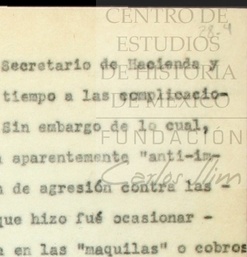 CENTRO DE
ESTUDIOS
DE HISTORIA
DE MÉXICO
FUNDACIÓN
Carlos Slim
Secretario de Hacienda y
tiempo a las complicacio-
Sin embargo de lo cual,
aparentemente "anti-im-
de agresión contra las -
que hizo fué ocasionar -
en las "maquilas" o cobros